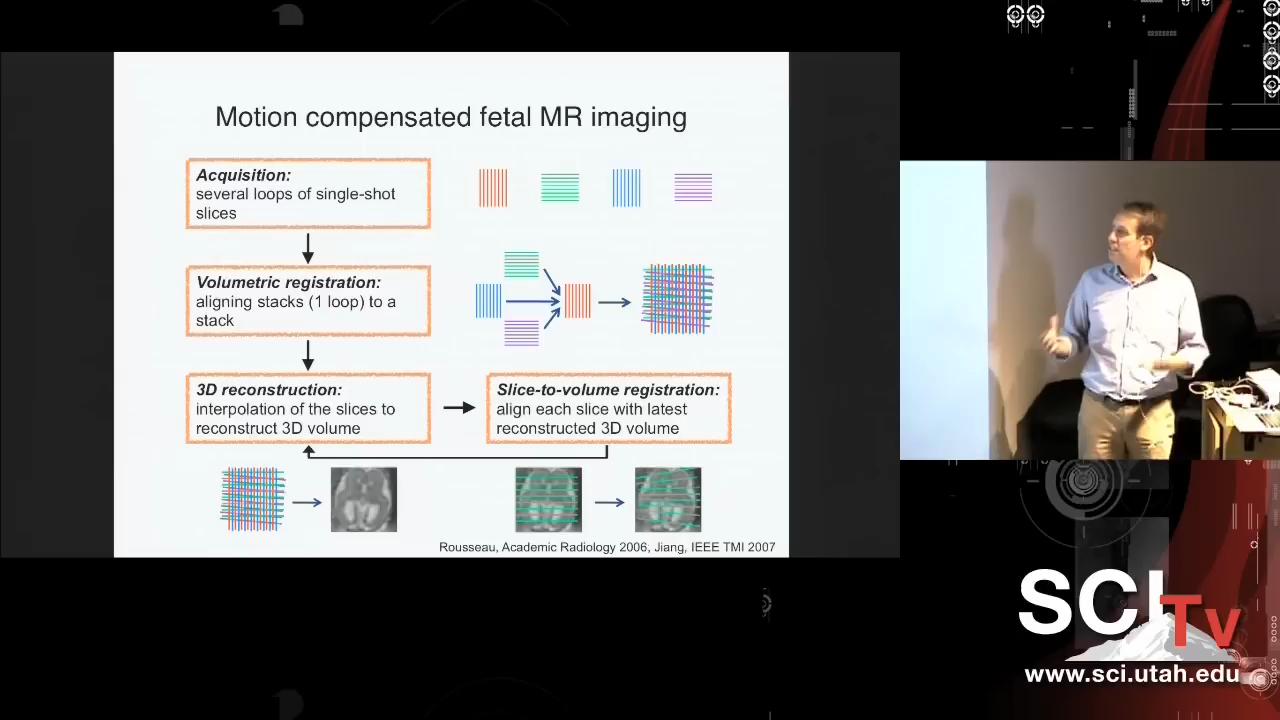 Motion compensated fetal MR imaging
Acquisition:
several loops of single-shot
slices
Volumetric registration:
aligning stacks (1 loop) to a
stack
3D reconstruction:
interpolation of the slices to
reconstruct 3D volume
Slice-to-volume registration:
align each slice with latest
reconstructed 3D volume
Rousseau, Academic Radiology 2006, Jiang, IEEE TMI 2007
SCI
TV
www.sci.utah.edu